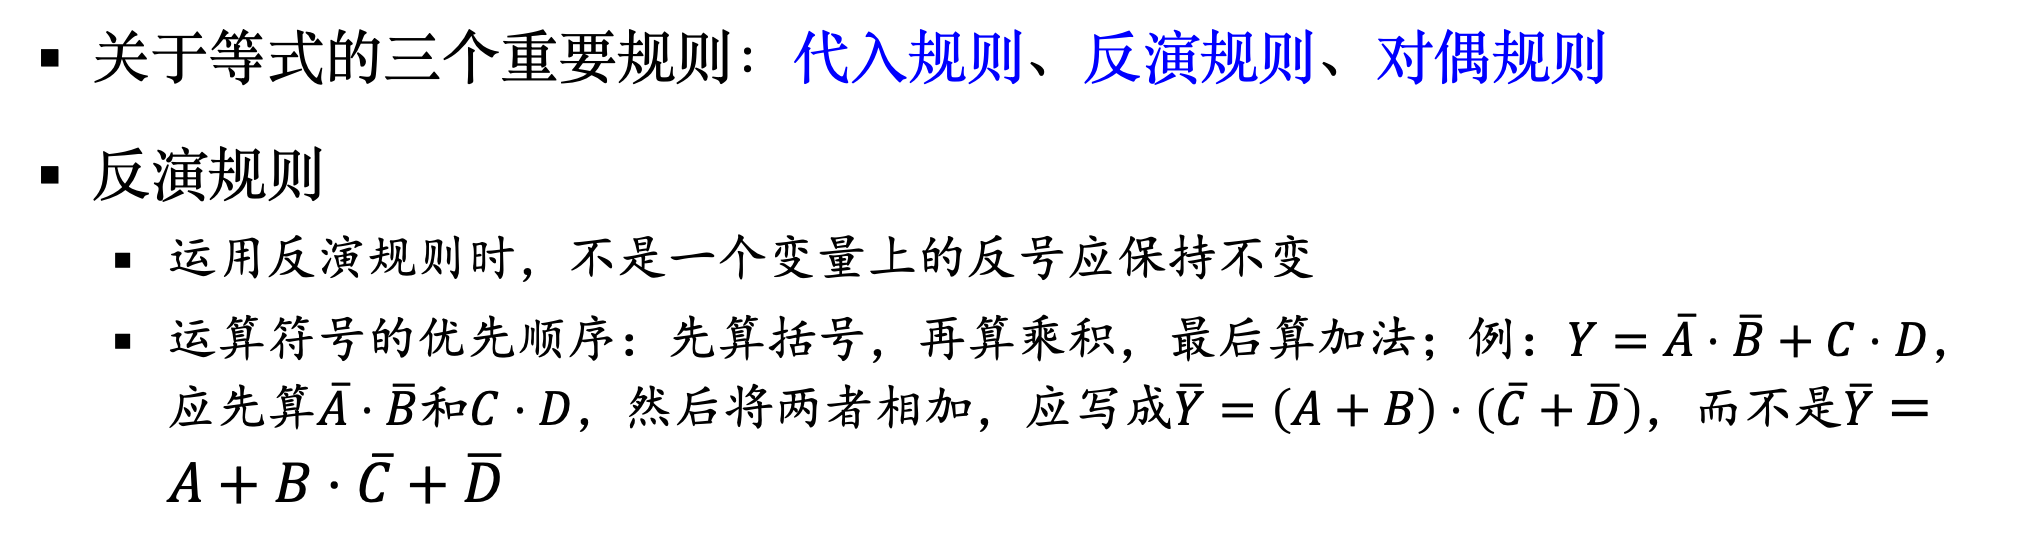 ▪ 关于等式的三个重要规则：代入规则、反演规则、对偶规则
▪ 反演规则
▪ 运用反演规则时，不是一个变量上的反号应保持不变
▪ 运算符号的优先顺序：先算括号，再算乘积，最后算加法；例：Y = A̅ · B̅ + C · D，
应先算A̅ · B̅和C · D，然后将两者相加，应写成Y̅ = (A + B) · (C̅ + D̅)，而不是Y̅ =
A + B · C̅ + D̅